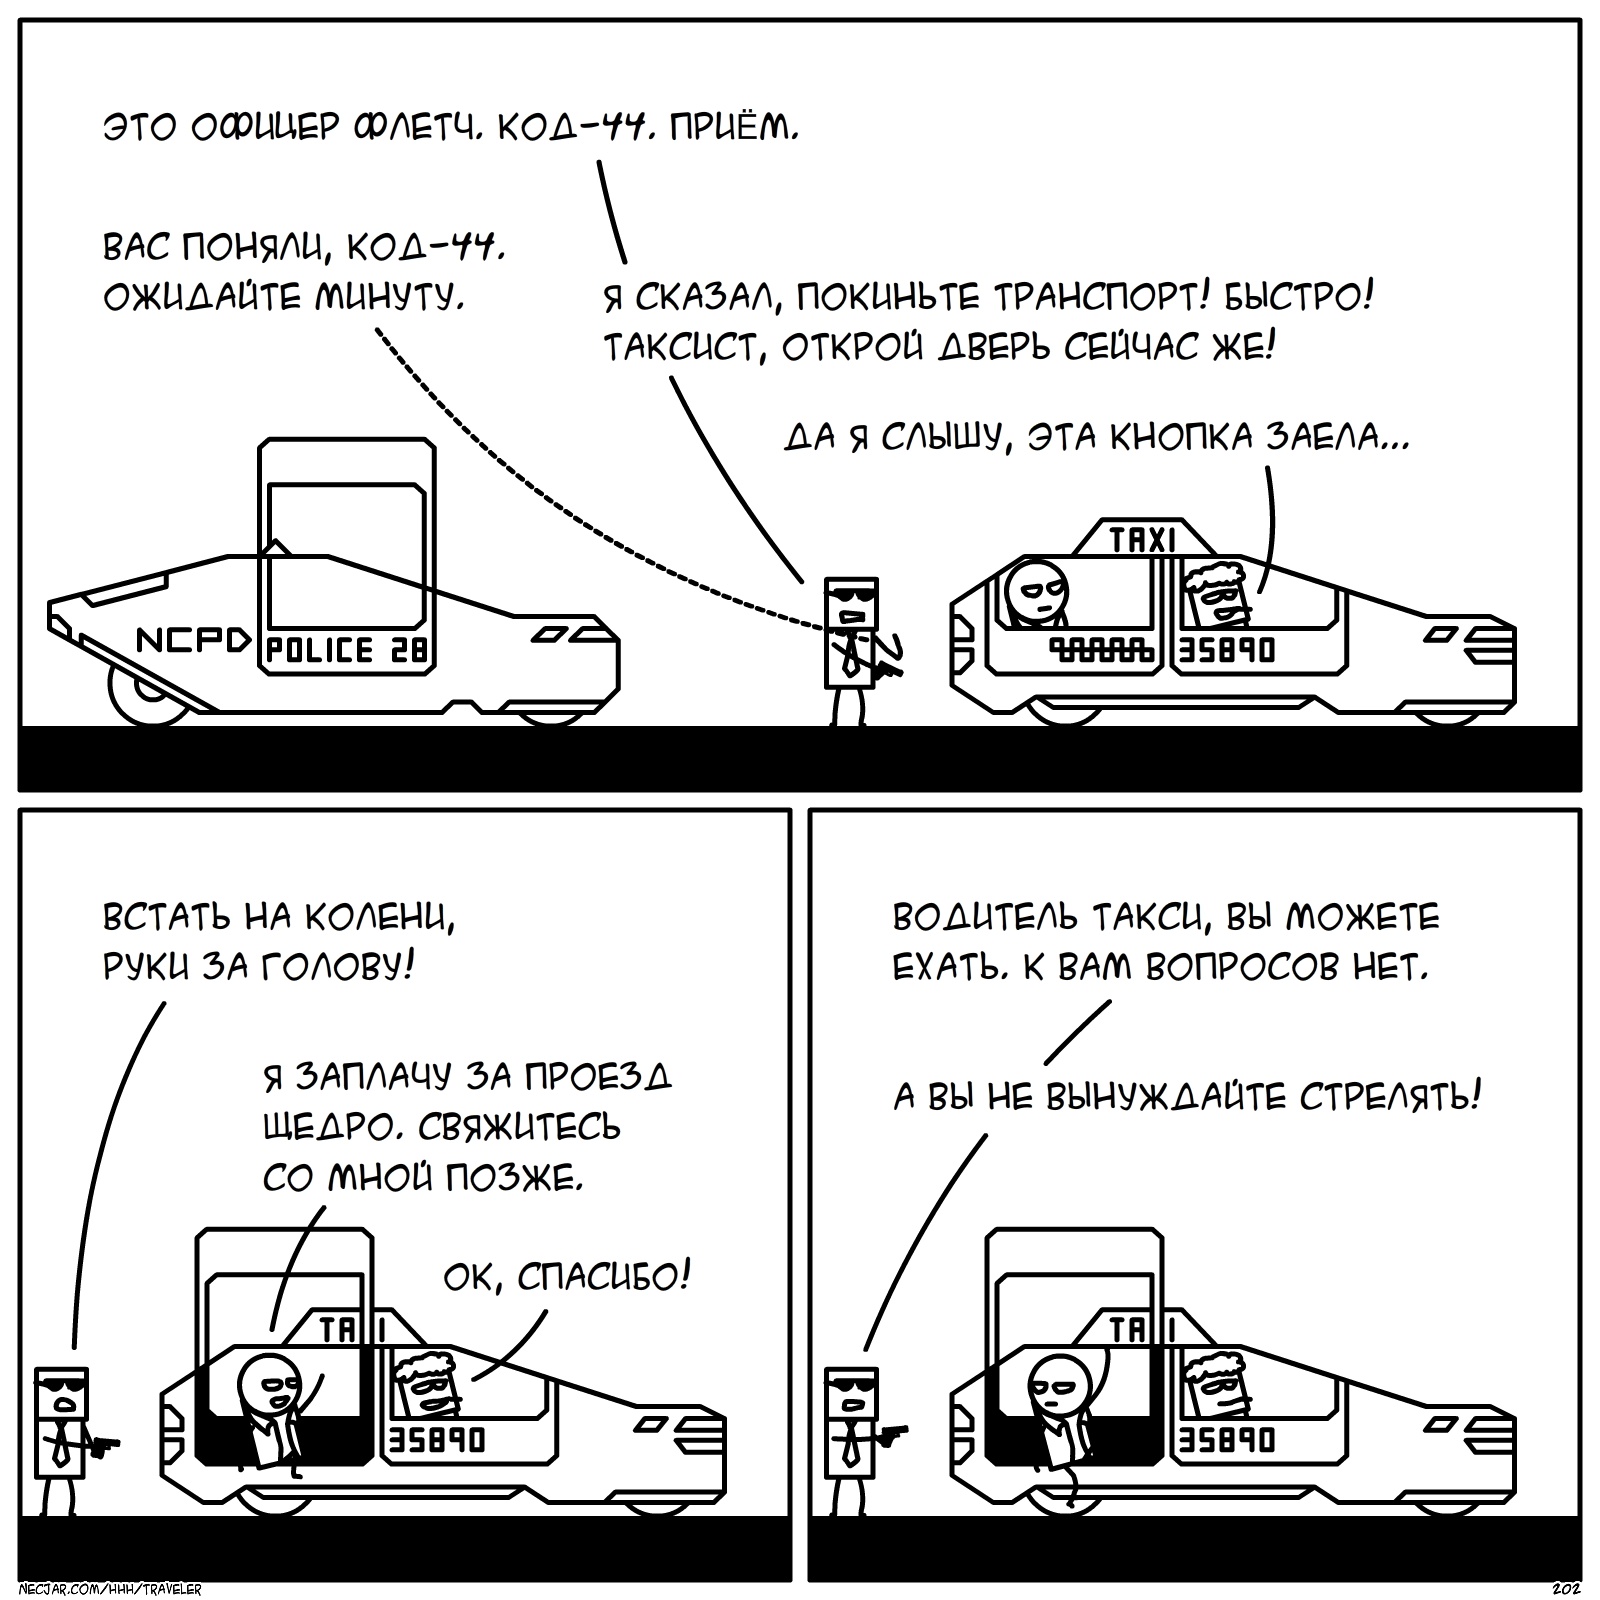 ЭТО ОФИЦЕР ФЛЕТЧ. КОД-44. ПРИЁМ.
ВАС ПОНЯЛИ, КОД-44.
ОЖИДАЙТЕ МИНУТУ.
Я СКАЗАЛ, ПОКИНЬТЕ ТРАНСПОРТ! БЫСТРО!
ТАКСИСТ, ОТКРОЙ ДВЕРЬ СЕЙЧАС ЖЕ!
ДА Я СЛЫШУ, ЭТА КНОПКА ЗАЕЛА...
TAXI
NCPD
POLICE 28
35890
ВСТАТЬ НА КОЛЕНИ,
РУКИ ЗА ГОЛОВУ!
Я ЗАПЛАЧУ ЗА ПРОЕЗД
ЩЕДРО. СВЯЖИТЕСЬ
СО МНОЙ ПОЗЖЕ.
ОК, СПАСИБО!
TA I
35890
ВОДИТЕЛЬ ТАКСИ, ВЫ МОЖЕТЕ
ЕХАТЬ. К ВАМ ВОПРОСОВ НЕТ.
А ВЫ НЕ ВЫНУЖДАЙТЕ СТРЕЛЯТЬ!
TA I
35890
NECJAR.COM/HHH/TRAVELER
202